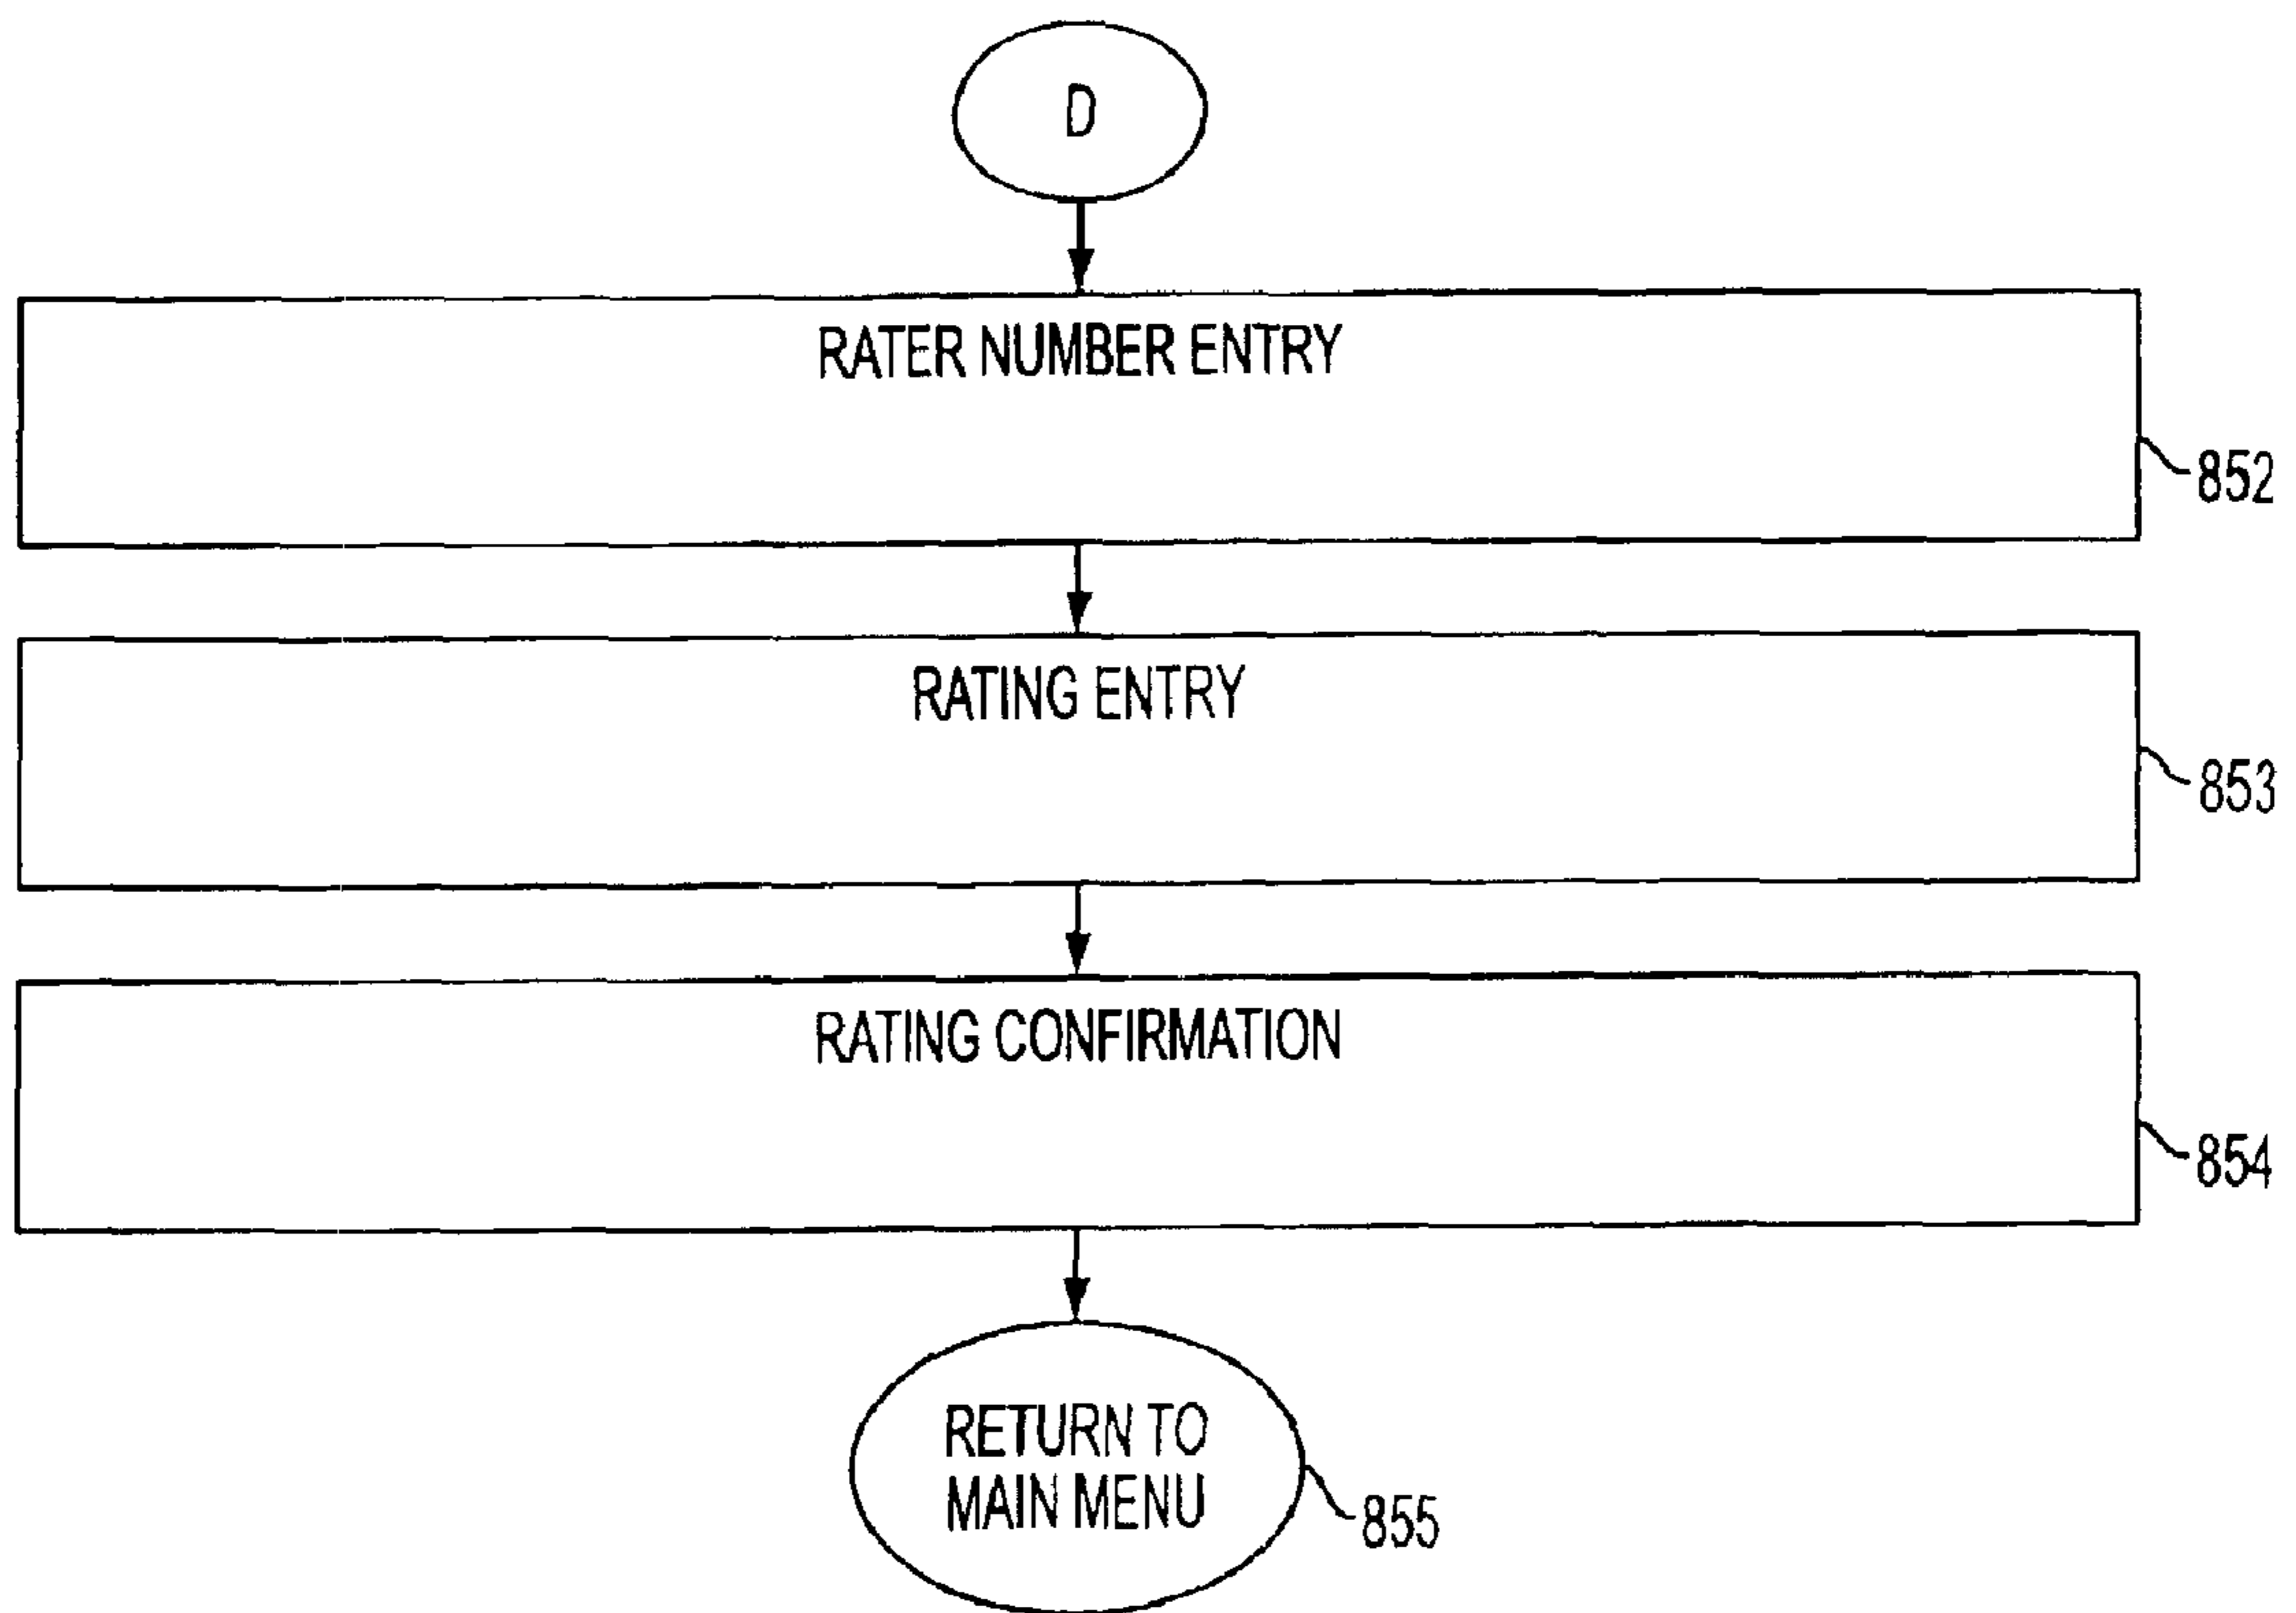 D
RATER NUMBER ENTRY
852
RATING ENTRY
853
RATING CONFIRMATION
854
RETURN TO
MAIN MENU
855